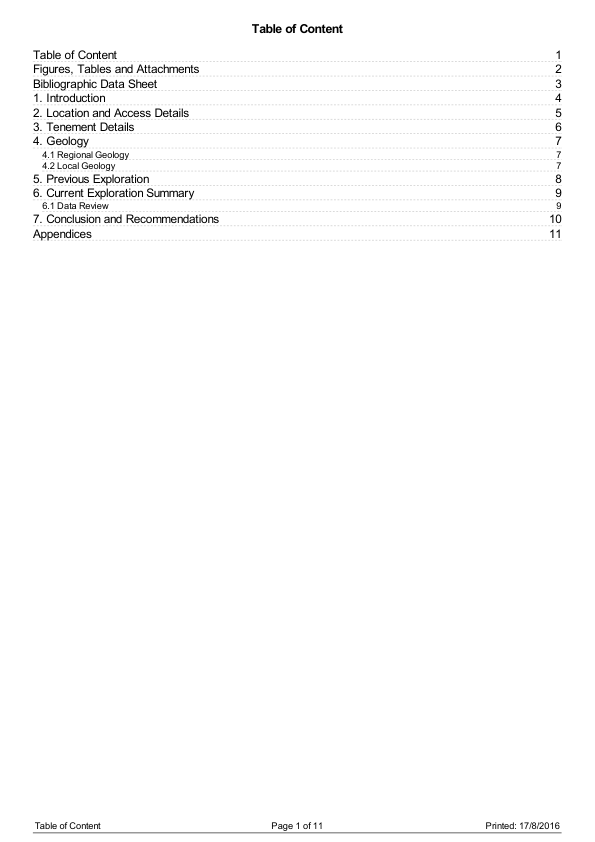 Table of Content
Table of Content 1
Figures, Tables and Attachments 2
Bibliographic Data Sheet 3
1. Introduction 4
2. Location and Access Details 5
3. Tenement Details 6
4. Geology 7
4.1 Regional Geology 7
4.2 Local Geology 7
5. Previous Exploration 8
6. Current Exploration Summary 9
6.1 Data Review 9
7. Conclusion and Recommendations 10
Appendices 11
Table of Content Page 1 of 11 Printed: 17/8/2016